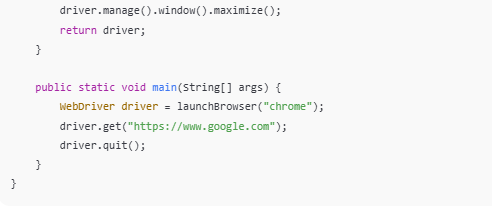 driver.manage().window().maximize();
        return driver;
    }

    public static void main(String[] args) {
        WebDriver driver = launchBrowser("chrome");
        driver.get("https://www.google.com");
        driver.quit();
    }
}